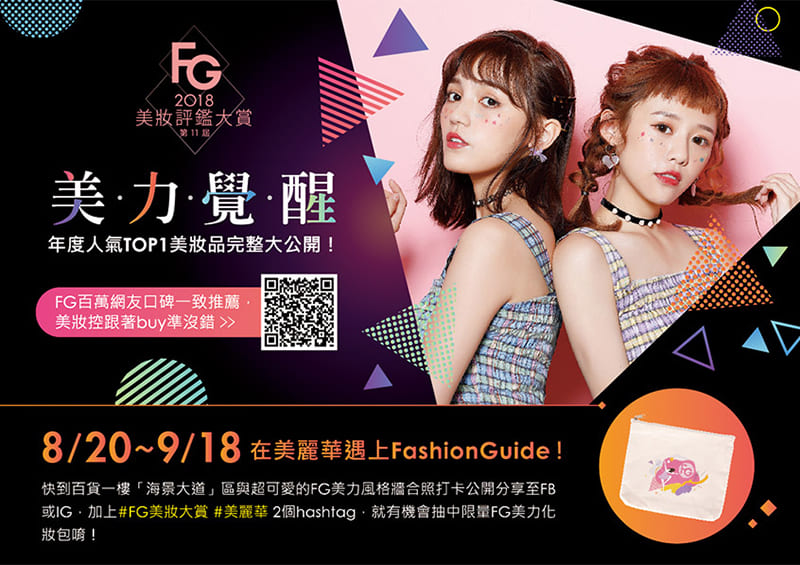 FG
2018
美妝評鑑大賞
第11屆
美·力·覺·醒
年度人氣TOP1美妝品完整大公開！
FG百萬網友口碑一致推薦，
美妝控跟著buy準沒錯 >>
8/20~9/18 在美麗華遇上FashionGuide！
快到百貨一樓「海景大道」區與超可愛的FG美力風格牆合照打卡公開分享至FB
或IG，加上#FG美妝大賞 #美麗華 2個hashtag，就有機會抽中限量FG美力化
妝包唷！